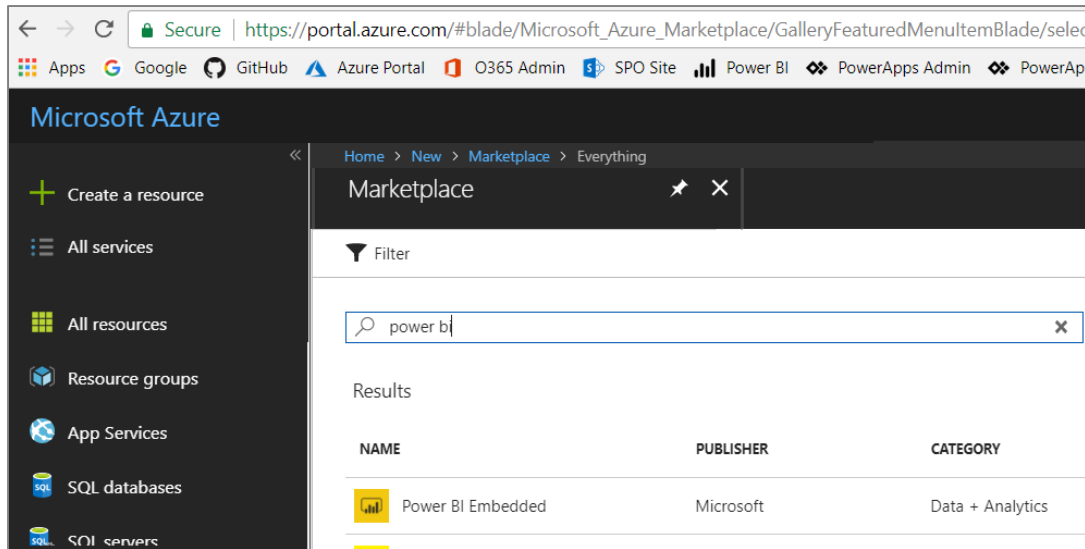 Secure https://portal.azure.com/#blade/Microsoft_Azure_Marketplace/GalleryFeaturedMenuItemBlade/selec
Apps Google GitHub Azure Portal O365 Admin SPO Site Power BI PowerApps Admin PowerAp
Microsoft Azure
Home > New > Marketplace > Everything
Marketplace
Create a resource
All services
All resources
Resource groups
App Services
SQL databases
SQL servers
Filter
power bi
Results
NAME PUBLISHER CATEGORY
Power BI Embedded Microsoft Data + Analytics